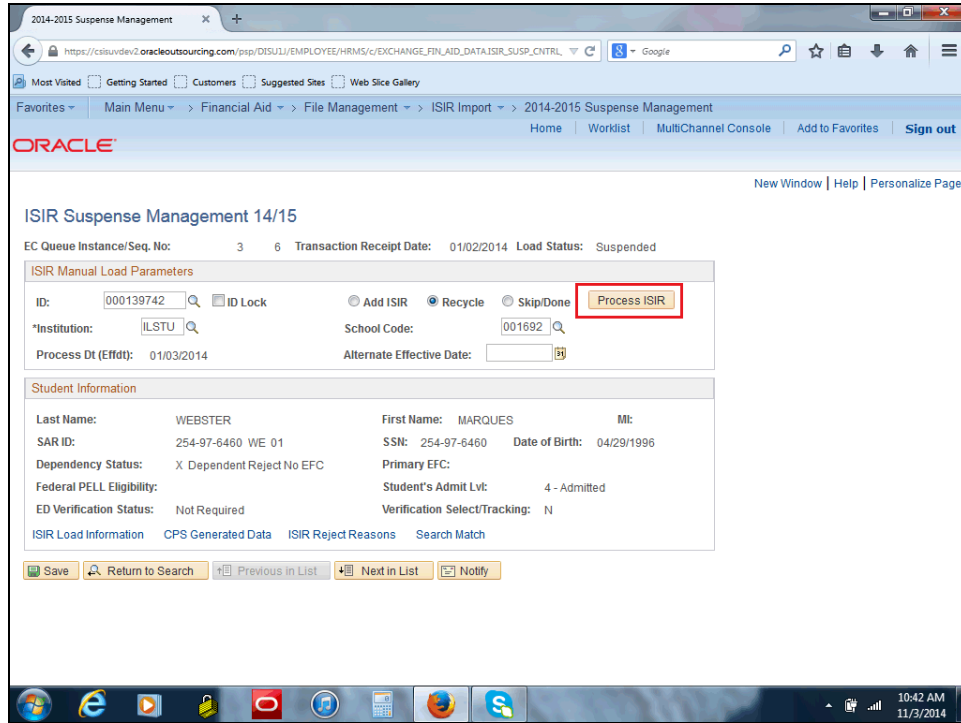 2014-2015 Suspense Management
https://csisuvdev2.oracleoutsourcing.com/psp/DISU1J/EMPLOYEE/HRMS/c/EXCHANGE_FIN_AID_DATA.ISIR_SUSP_CNTRL, Google
Most Visited Getting Started Customers Suggested Sites Web Slice Gallery
Favorites Main Menu > Financial Aid > File Management > ISIR Import > 2014-2015 Suspense Management
Home Worklist MultiChannel Console Add to Favorites Sign out
ORACLE
New Window | Help | Personalize Page
ISIR Suspense Management 14/15
EC Queue Instance/Seq. No: 3 6 Transaction Receipt Date: 01/02/2014 Load Status: Suspended
ISIR Manual Load Parameters
ID: 000139742 ID Lock Add ISIR Recycle Skip/Done Process ISIR
*Institution: ILSTU School Code: 001692
Process Dt (Effdt): 01/03/2014 Alternate Effective Date:
Student Information
Last Name: WEBSTER First Name: MARQUES MI:
SAR ID: 254-97-6460 WE 01 SSN: 254-97-6460 Date of Birth: 04/29/1996
Dependency Status: X Dependent Reject No EFC Primary EFC:
Federal PELL Eligibility: Student's Admit Lvl: 4 - Admitted
ED Verification Status: Not Required Verification Select/Tracking: N
ISIR Load Information CPS Generated Data ISIR Reject Reasons Search Match
Save Return to Search Previous in List Next in List Notify
10:42 AM
11/3/2014